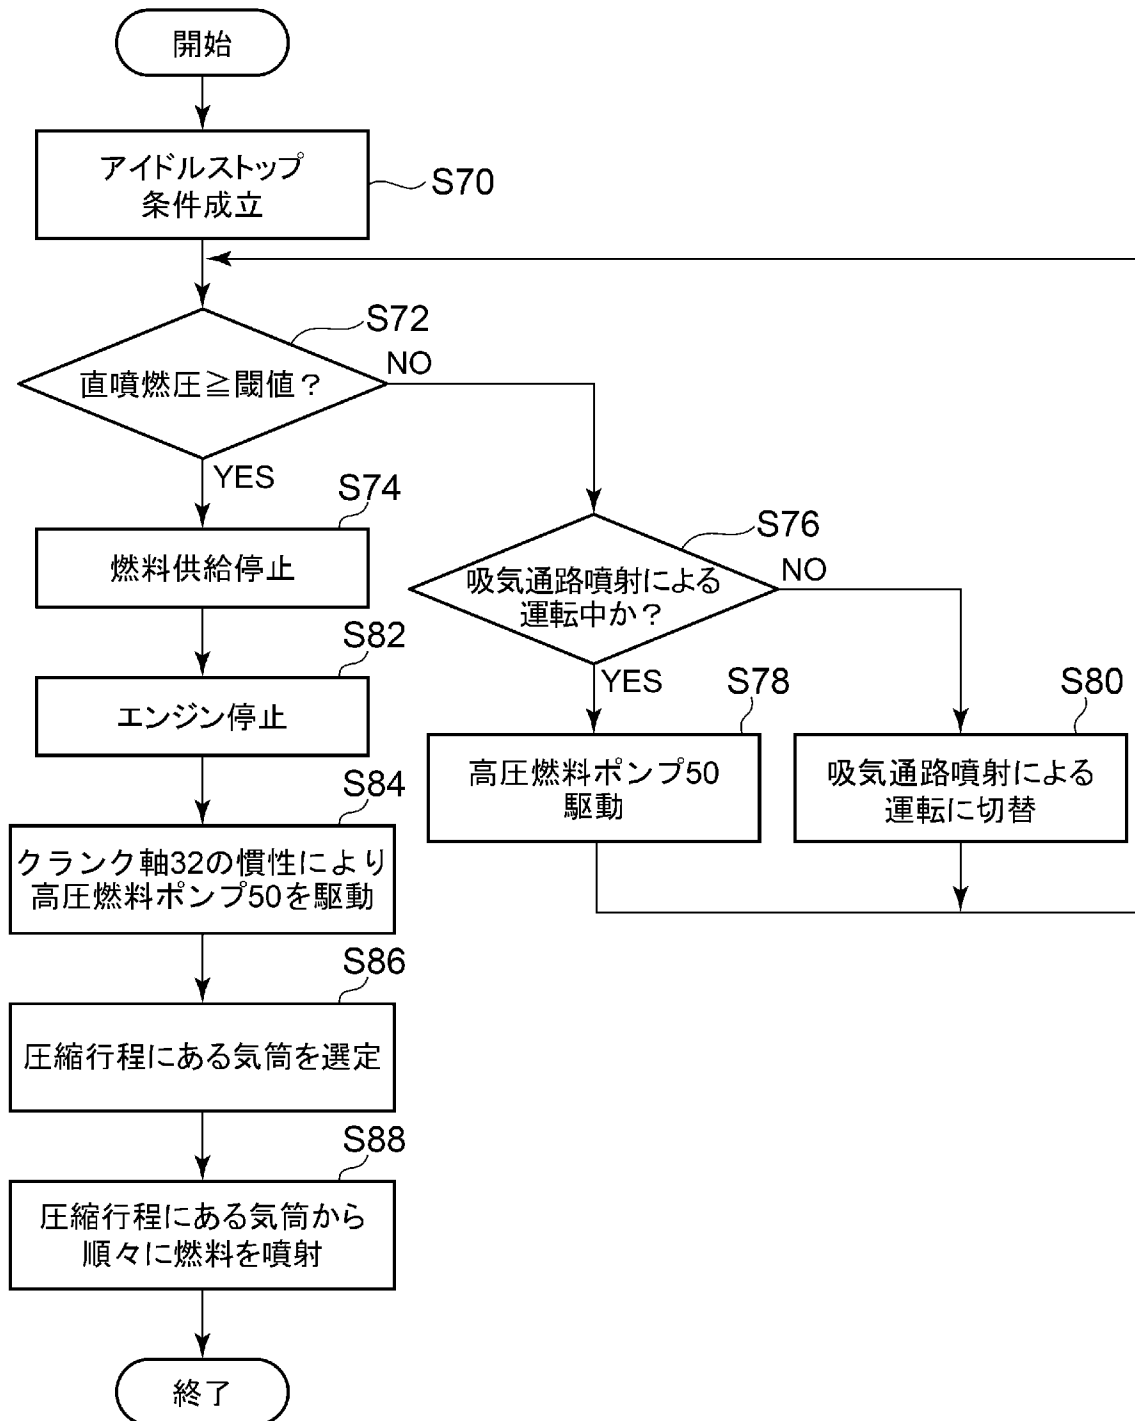 開始
アイドルストップ
条件成立
S70
S72
直噴燃圧≧閾値？
NO
YES
S74
燃料供給停止
S76
吸気通路噴射による
運転中か？
NO
YES
S82
エンジン停止
S78
高圧燃料ポンプ50
駆動
S80
吸気通路噴射による
運転に切替
S84
クランク軸32の慣性により
高圧燃料ポンプ50を駆動
S86
圧縮行程にある気筒を選定
S88
圧縮行程にある気筒から
順々に燃料を噴射
終了